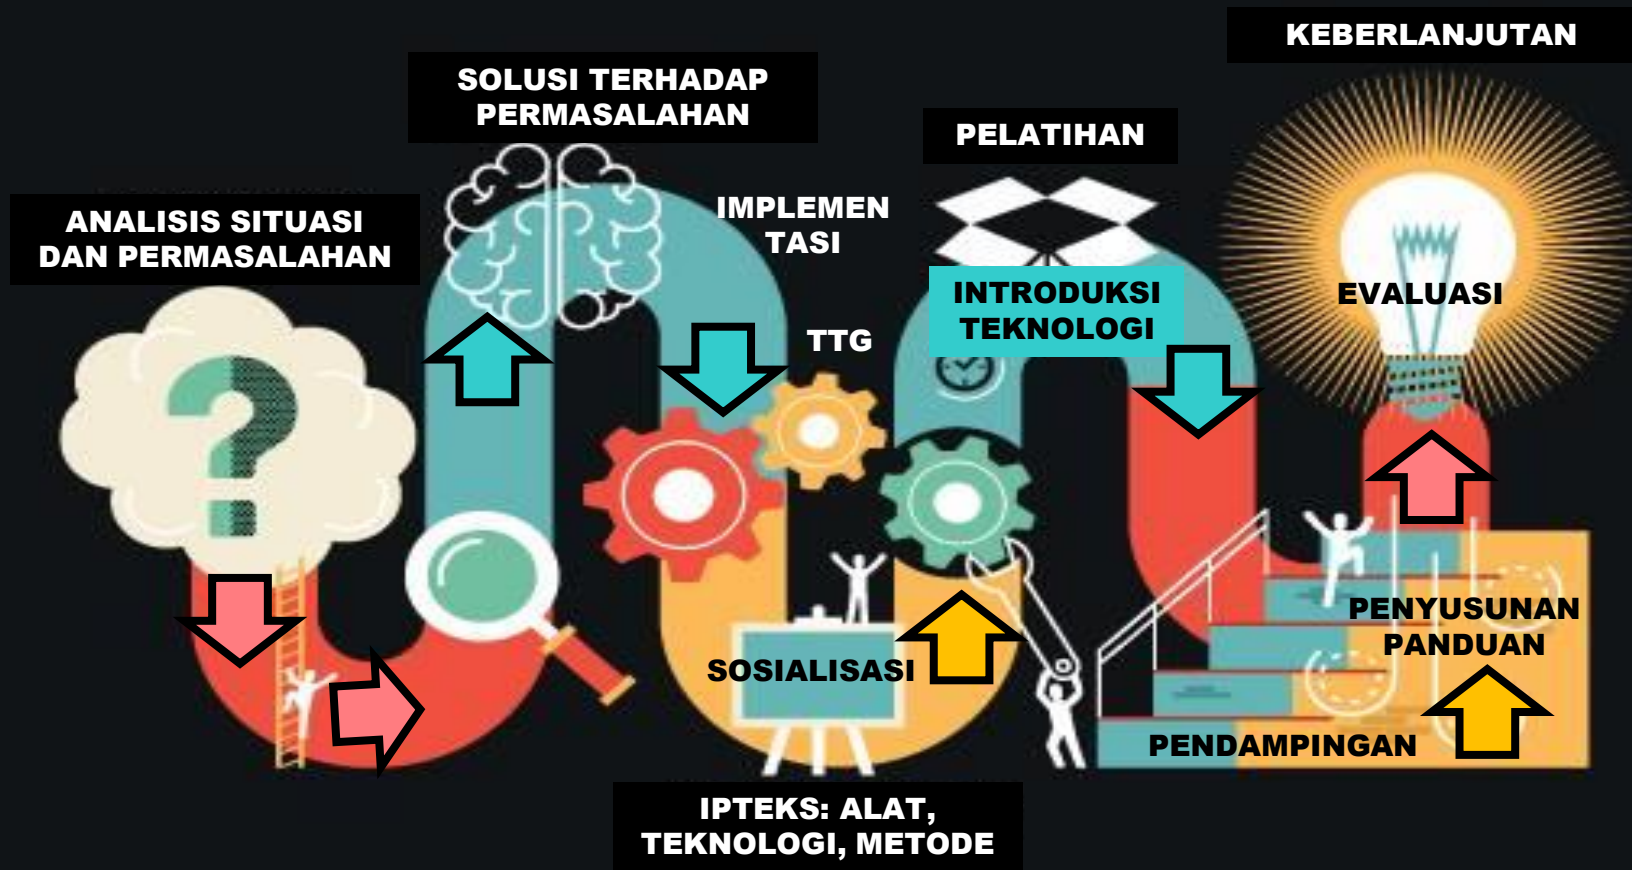 KEBERLANJUTAN
SOLUSI TERHADAP
PERMASALAHAN
PELATIHAN
ANALISIS SITUASI
DAN PERMASALAHAN
IMPLEMEN
TASI
INTRODUKSI
TEKNOLOGI
EVALUASI
TTG
SOSIALISASI
PENYUSUNAN
PANDUAN
PENDAMPINGAN
IPTEKS: ALAT,
TEKNOLOGI, METODE